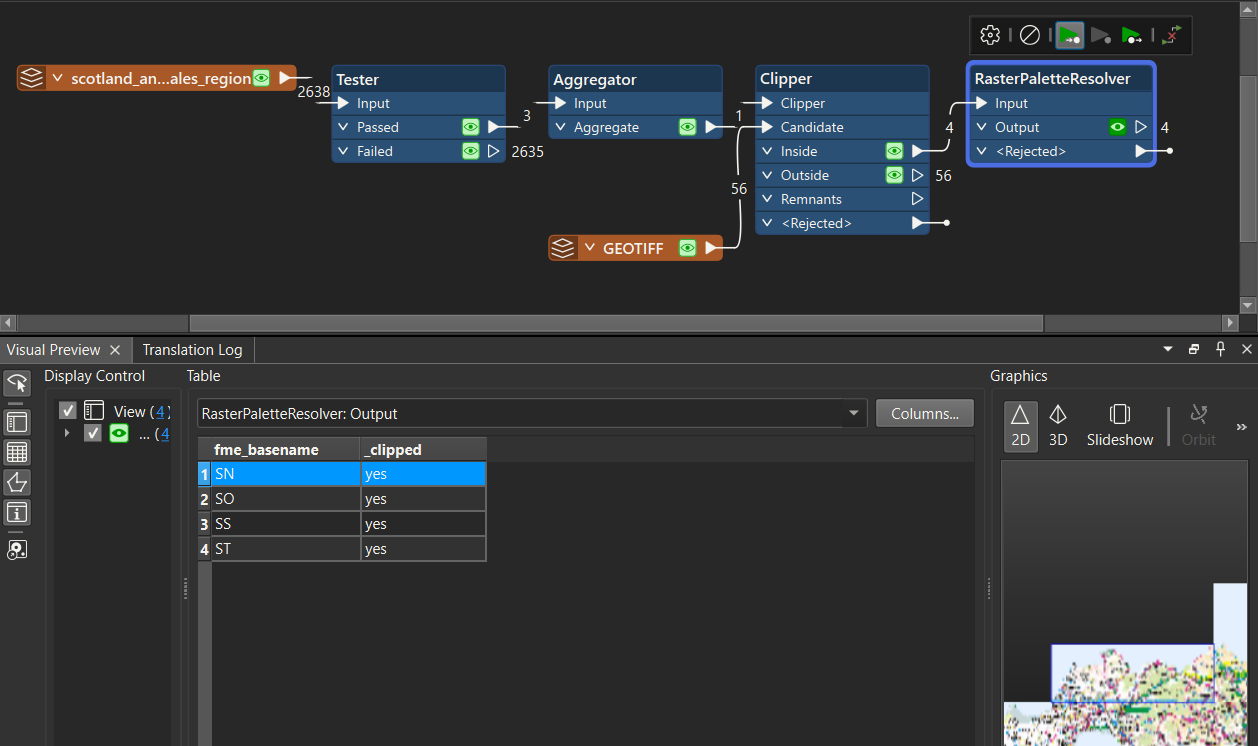 scotland_an...ales_region
2638
Tester
Input
Passed
Failed
3
2635
Aggregator
Input
Aggregate
1
56
GEOTIFF
Clipper
Clipper
Candidate
Inside
Outside
Remnants
<Rejected>
4
56
RasterPaletteResolver
Input
Output
<Rejected>
4
Visual Preview
Translation Log
Display Control
View (4)
... (4
Table
RasterPaletteResolver: Output
Columns...
fme_basename _clipped
1 SN yes
2 SO yes
3 SS yes
4 ST yes
Graphics
2D 3D Slideshow Orbit »